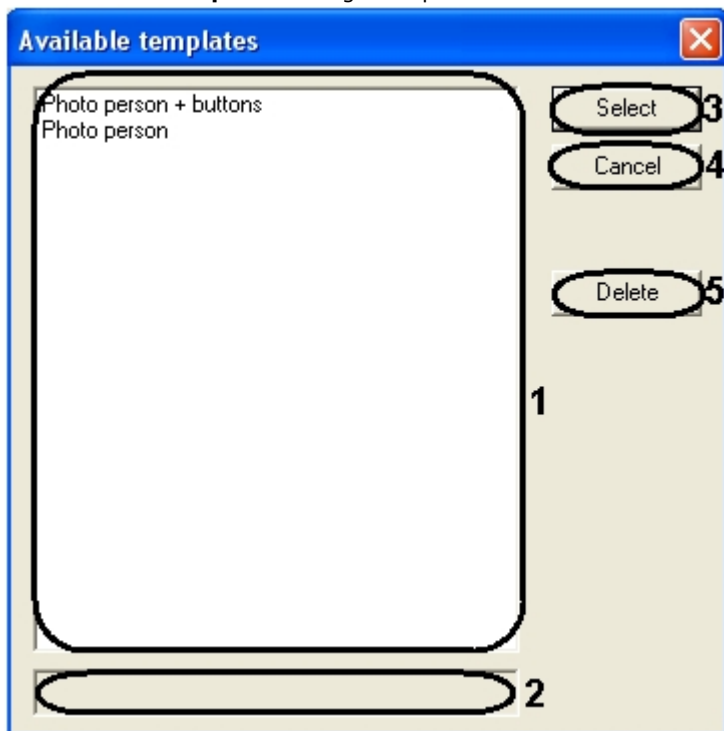 Available templates
Photo person + buttons
Photo person
Select 3
Cancel 4
Delete 5
1
2